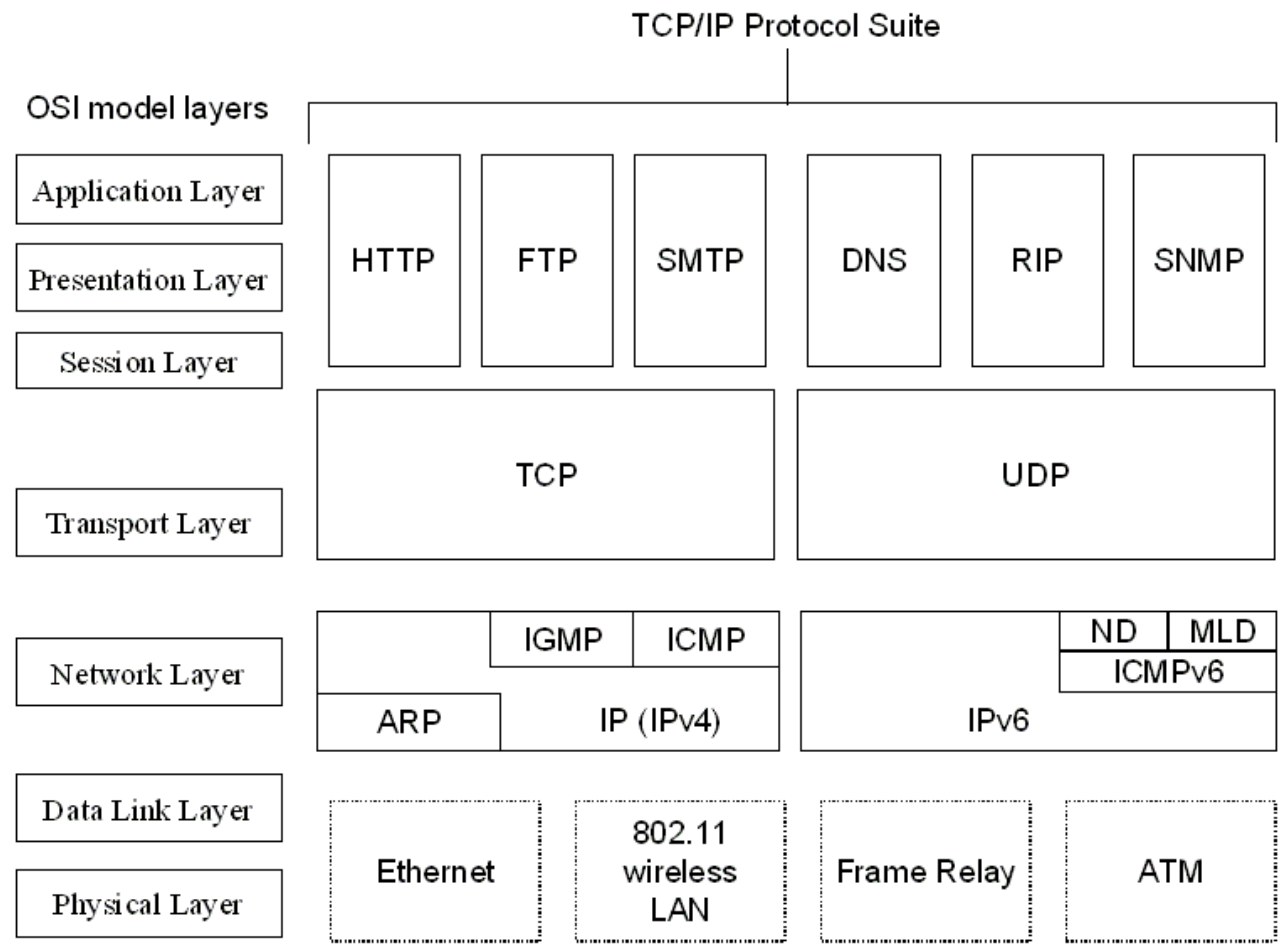 TCP/IP Protocol Suite
OSI model layers
Application Layer
Presentation Layer
Session Layer
HTTP
FTP
SMTP
DNS
RIP
SNMP
Transport Layer
TCP
UDP
Network Layer
IGMP
ICMP
ARP
IP (IPv4)
ND
MLD
ICMPv6
IPv6
Data Link Layer
Physical Layer
Ethernet
802.11
wireless
LAN
Frame Relay
ATM